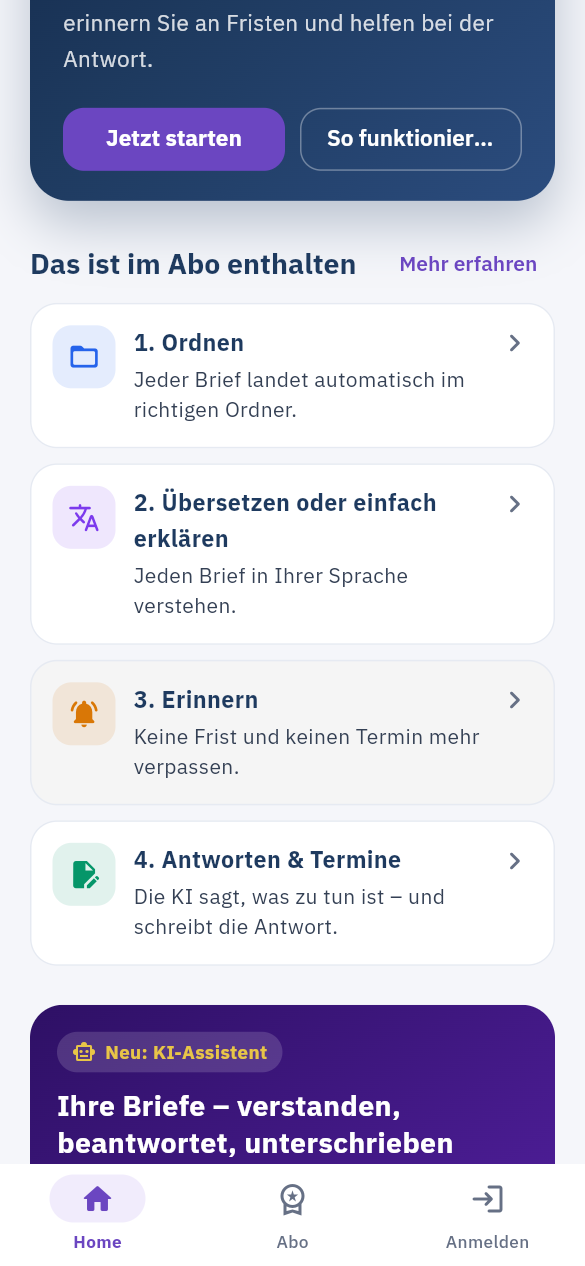 erinnern Sie an Fristen und helfen bei der
Antwort.
Jetzt starten
So funktionier...
Das ist im Abo enthalten
Mehr erfahren
1. Ordnen
Jeder Brief landet automatisch im
richtigen Ordner.
2. Übersetzen oder einfach
erklären
Jeden Brief in Ihrer Sprache
verstehen.
3. Erinnern
Keine Frist und keinen Termin mehr
verpassen.
4. Antworten & Termine
Die KI sagt, was zu tun ist – und
schreibt die Antwort.
Neu: KI-Assistent
Ihre Briefe – verstanden,
beantwortet, unterschrieben
Home
Abo
Anmelden